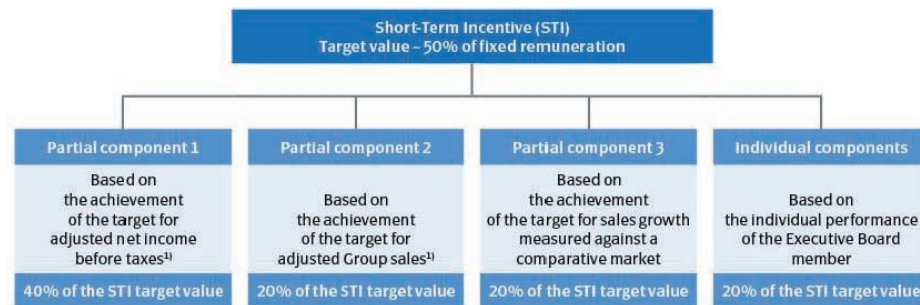 Short-Term Incentive (STI)
Target value ~ 50% of fixed remuneration
Partial component 1
Based on
the achievement
of the target for
adjusted net income
before taxes¹⁾
40% of the STI target value
Partial component 2
Based on
the achievement
of the target for
adjusted Group sales¹⁾
20% of the STI target value
Partial component 3
Based on
the achievement
of the target for sales growth
measured against a
comparative market
20% of the STI target value
Individual components
Based on
the individual performance
of the Executive Board
member
20% of the STI target value